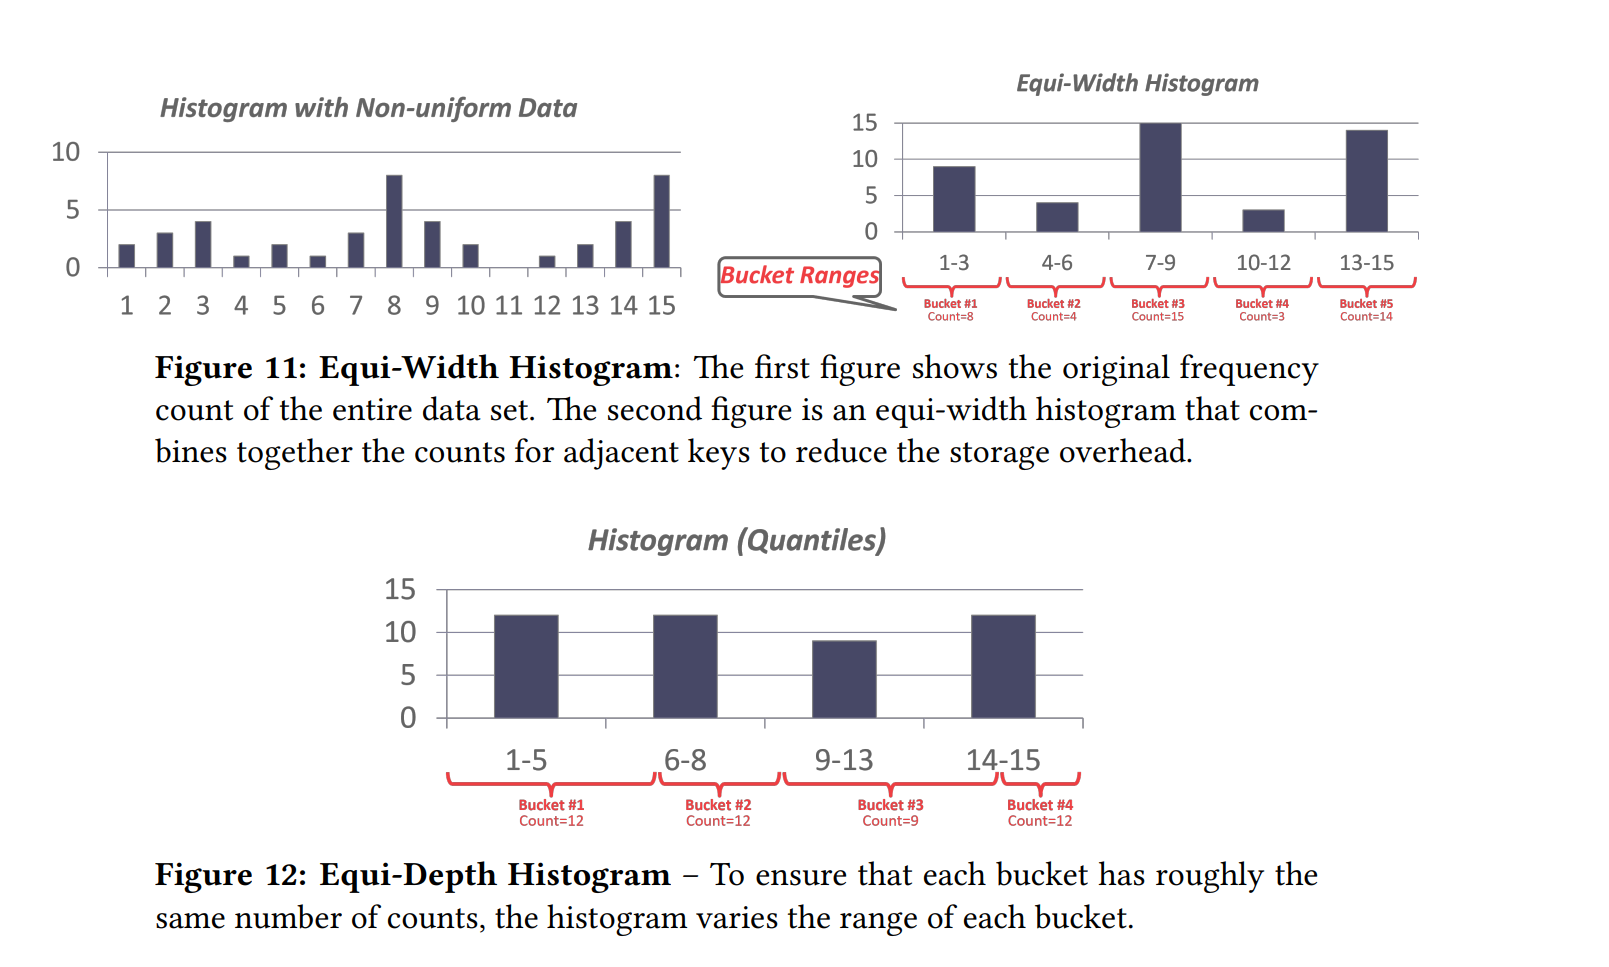 Histogram with Non-uniform Data
10
5
0
1 2 3 4 5 6 7 8 9 10 11 12 13 14 15
Equi-Width Histogram
15
10
5
0
1-3 4-6 7-9 10-12 13-15
Bucket Ranges
Bucket #1 Bucket #2 Bucket #3 Bucket #4 Bucket #5
Count=8 Count=4 Count=15 Count=3 Count=14
Figure 11: Equi-Width Histogram: The first figure shows the original frequency
count of the entire data set. The second figure is an equi-width histogram that com-
bines together the counts for adjacent keys to reduce the storage overhead.
Histogram (Quantiles)
15
10
5
0
1-5 6-8 9-13 14-15
Bucket #1 Bucket #2 Bucket #3 Bucket #4
Count=12 Count=12 Count=9 Count=12
Figure 12: Equi-Depth Histogram – To ensure that each bucket has roughly the
same number of counts, the histogram varies the range of each bucket.